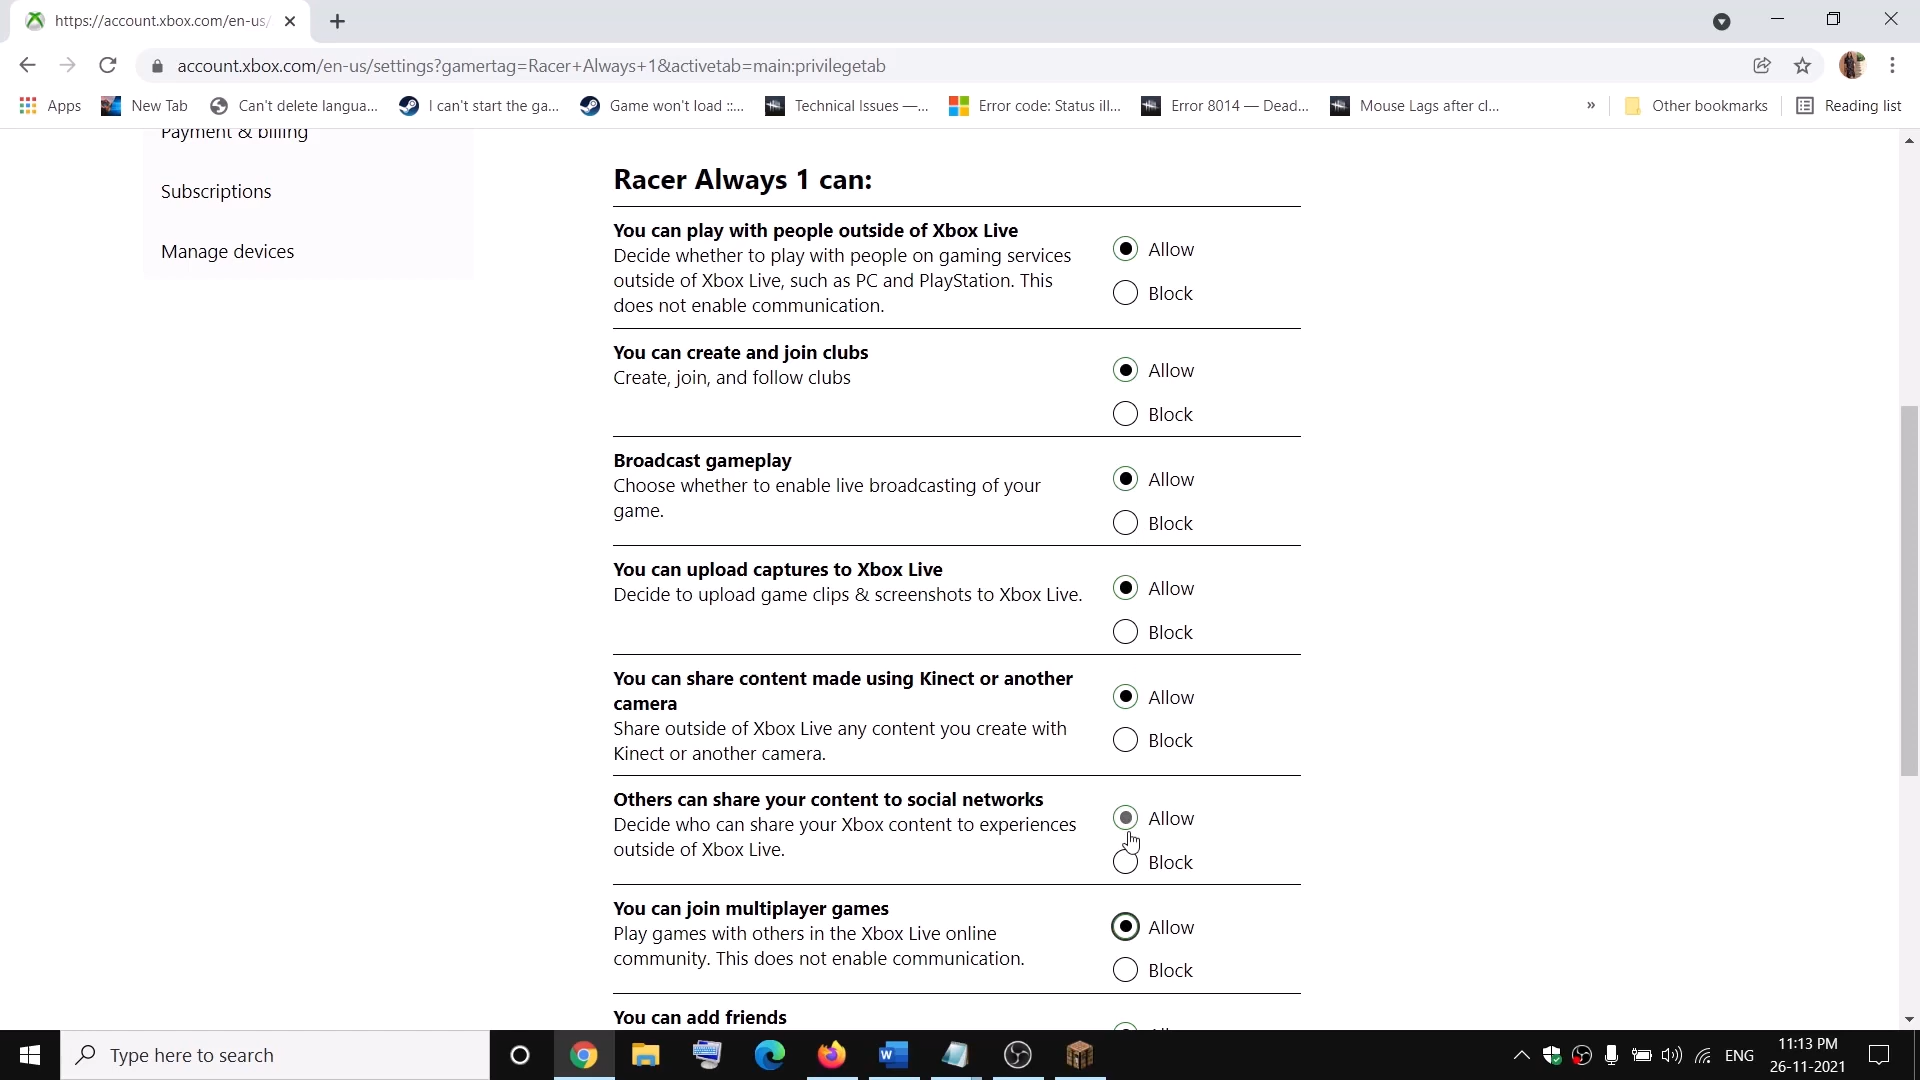 https://account.xbox.com/en-us/
account.xbox.com/en-us/settings?gamertag=Racer+Always+1&activetab=main:privilegetab
Apps New Tab Can't delete langua... I can't start the ga... Game won't load ::... Technical Issues —... Error code: Status ill... Error 8014 — Dead... Mouse Lags after cl... » Other bookmarks Reading list
Payment & billing
Subscriptions
Manage devices
Racer Always 1 can:
You can play with people outside of Xbox Live
Decide whether to play with people on gaming services
outside of Xbox Live, such as PC and PlayStation. This
does not enable communication.
Allow
Block
You can create and join clubs
Create, join, and follow clubs
Allow
Block
Broadcast gameplay
Choose whether to enable live broadcasting of your
game.
Allow
Block
You can upload captures to Xbox Live
Decide to upload game clips & screenshots to Xbox Live.
Allow
Block
You can share content made using Kinect or another
camera
Share outside of Xbox Live any content you create with
Kinect or another camera.
Allow
Block
Others can share your content to social networks
Decide who can share your Xbox content to experiences
outside of Xbox Live.
Allow
Block
You can join multiplayer games
Play games with others in the Xbox Live online
community. This does not enable communication.
Allow
Block
You can add friends
Type here to search
ENG
11:13 PM
26-11-2021